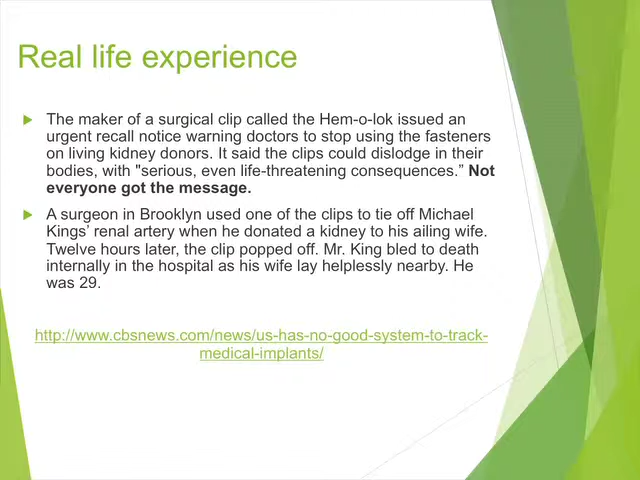 Real life experience
The maker of a surgical clip called the Hem-o-lok issued an
urgent recall notice warning doctors to stop using the fasteners
on living kidney donors. It said the clips could dislodge in their
bodies, with "serious, even life-threatening consequences.” Not
everyone got the message.
A surgeon in Brooklyn used one of the clips to tie off Michael
Kings’ renal artery when he donated a kidney to his ailing wife.
Twelve hours later, the clip popped off. Mr. King bled to death
internally in the hospital as his wife lay helplessly nearby. He
was 29.
http://www.cbsnews.com/news/us-has-no-good-system-to-track-
medical-implants/